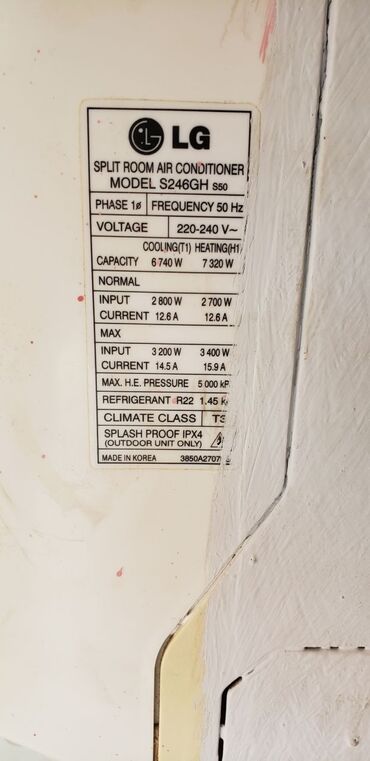 LG
SPLIT ROOM AIR CONDITIONER
MODEL S246GH S50
PHASE 1ø FREQUENCY 50 Hz
VOLTAGE 220-240 V~
COOLING(T1) HEATING(H1
CAPACITY 6 740 W 7 320 W
NORMAL
INPUT 2 800 W 2 700 W
CURRENT 12.6 A 12.6 A
MAX
INPUT 3 200 W 3 400 W
CURRENT 14.5 A 15.9 A
MAX. H.E. PRESSURE 5 000 kP
REFRIGERANT R22 1.45 K
CLIMATE CLASS T3
SPLASH PROOF IPX4
(OUTDOOR UNIT ONLY)
MADE IN KOREA 3850A2707